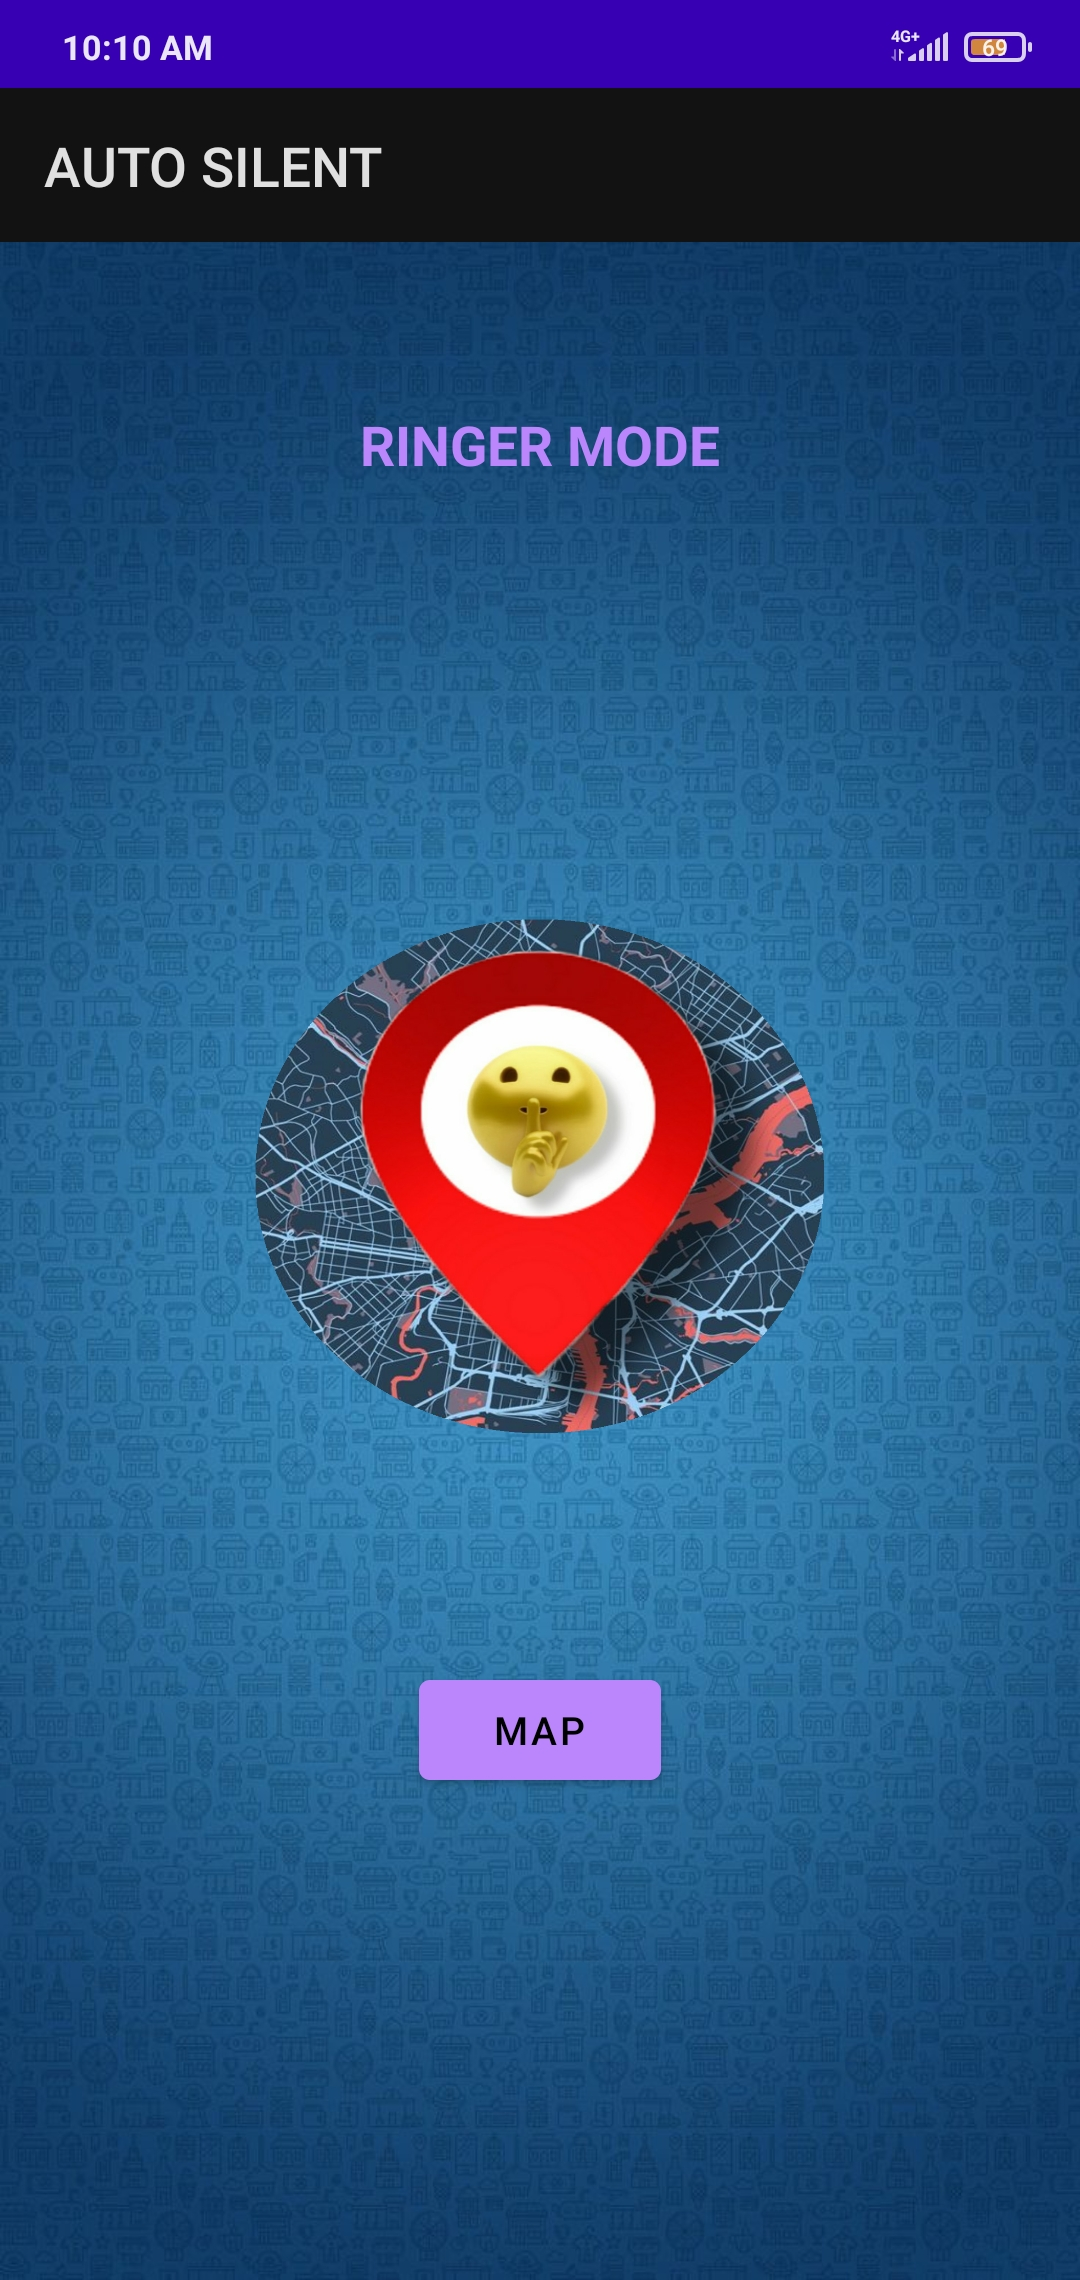 10:10 AM
4G+
69
AUTO SILENT
RINGER MODE
MAP